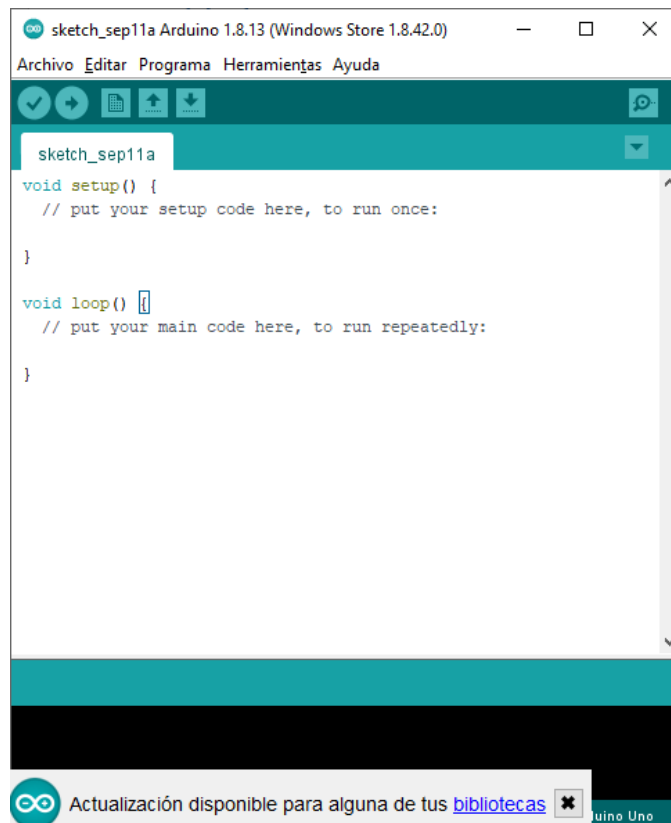 sketch_sep11a Arduino 1.8.13 (Windows Store 1.8.42.0)
Archivo Editar Programa Herramientas Ayuda
sketch_sep11a
void setup() {
  // put your setup code here, to run once:
}
void loop() {
  // put your main code here, to run repeatedly:
}
Actualización disponible para alguna de tus bibliotecas
uino Uno